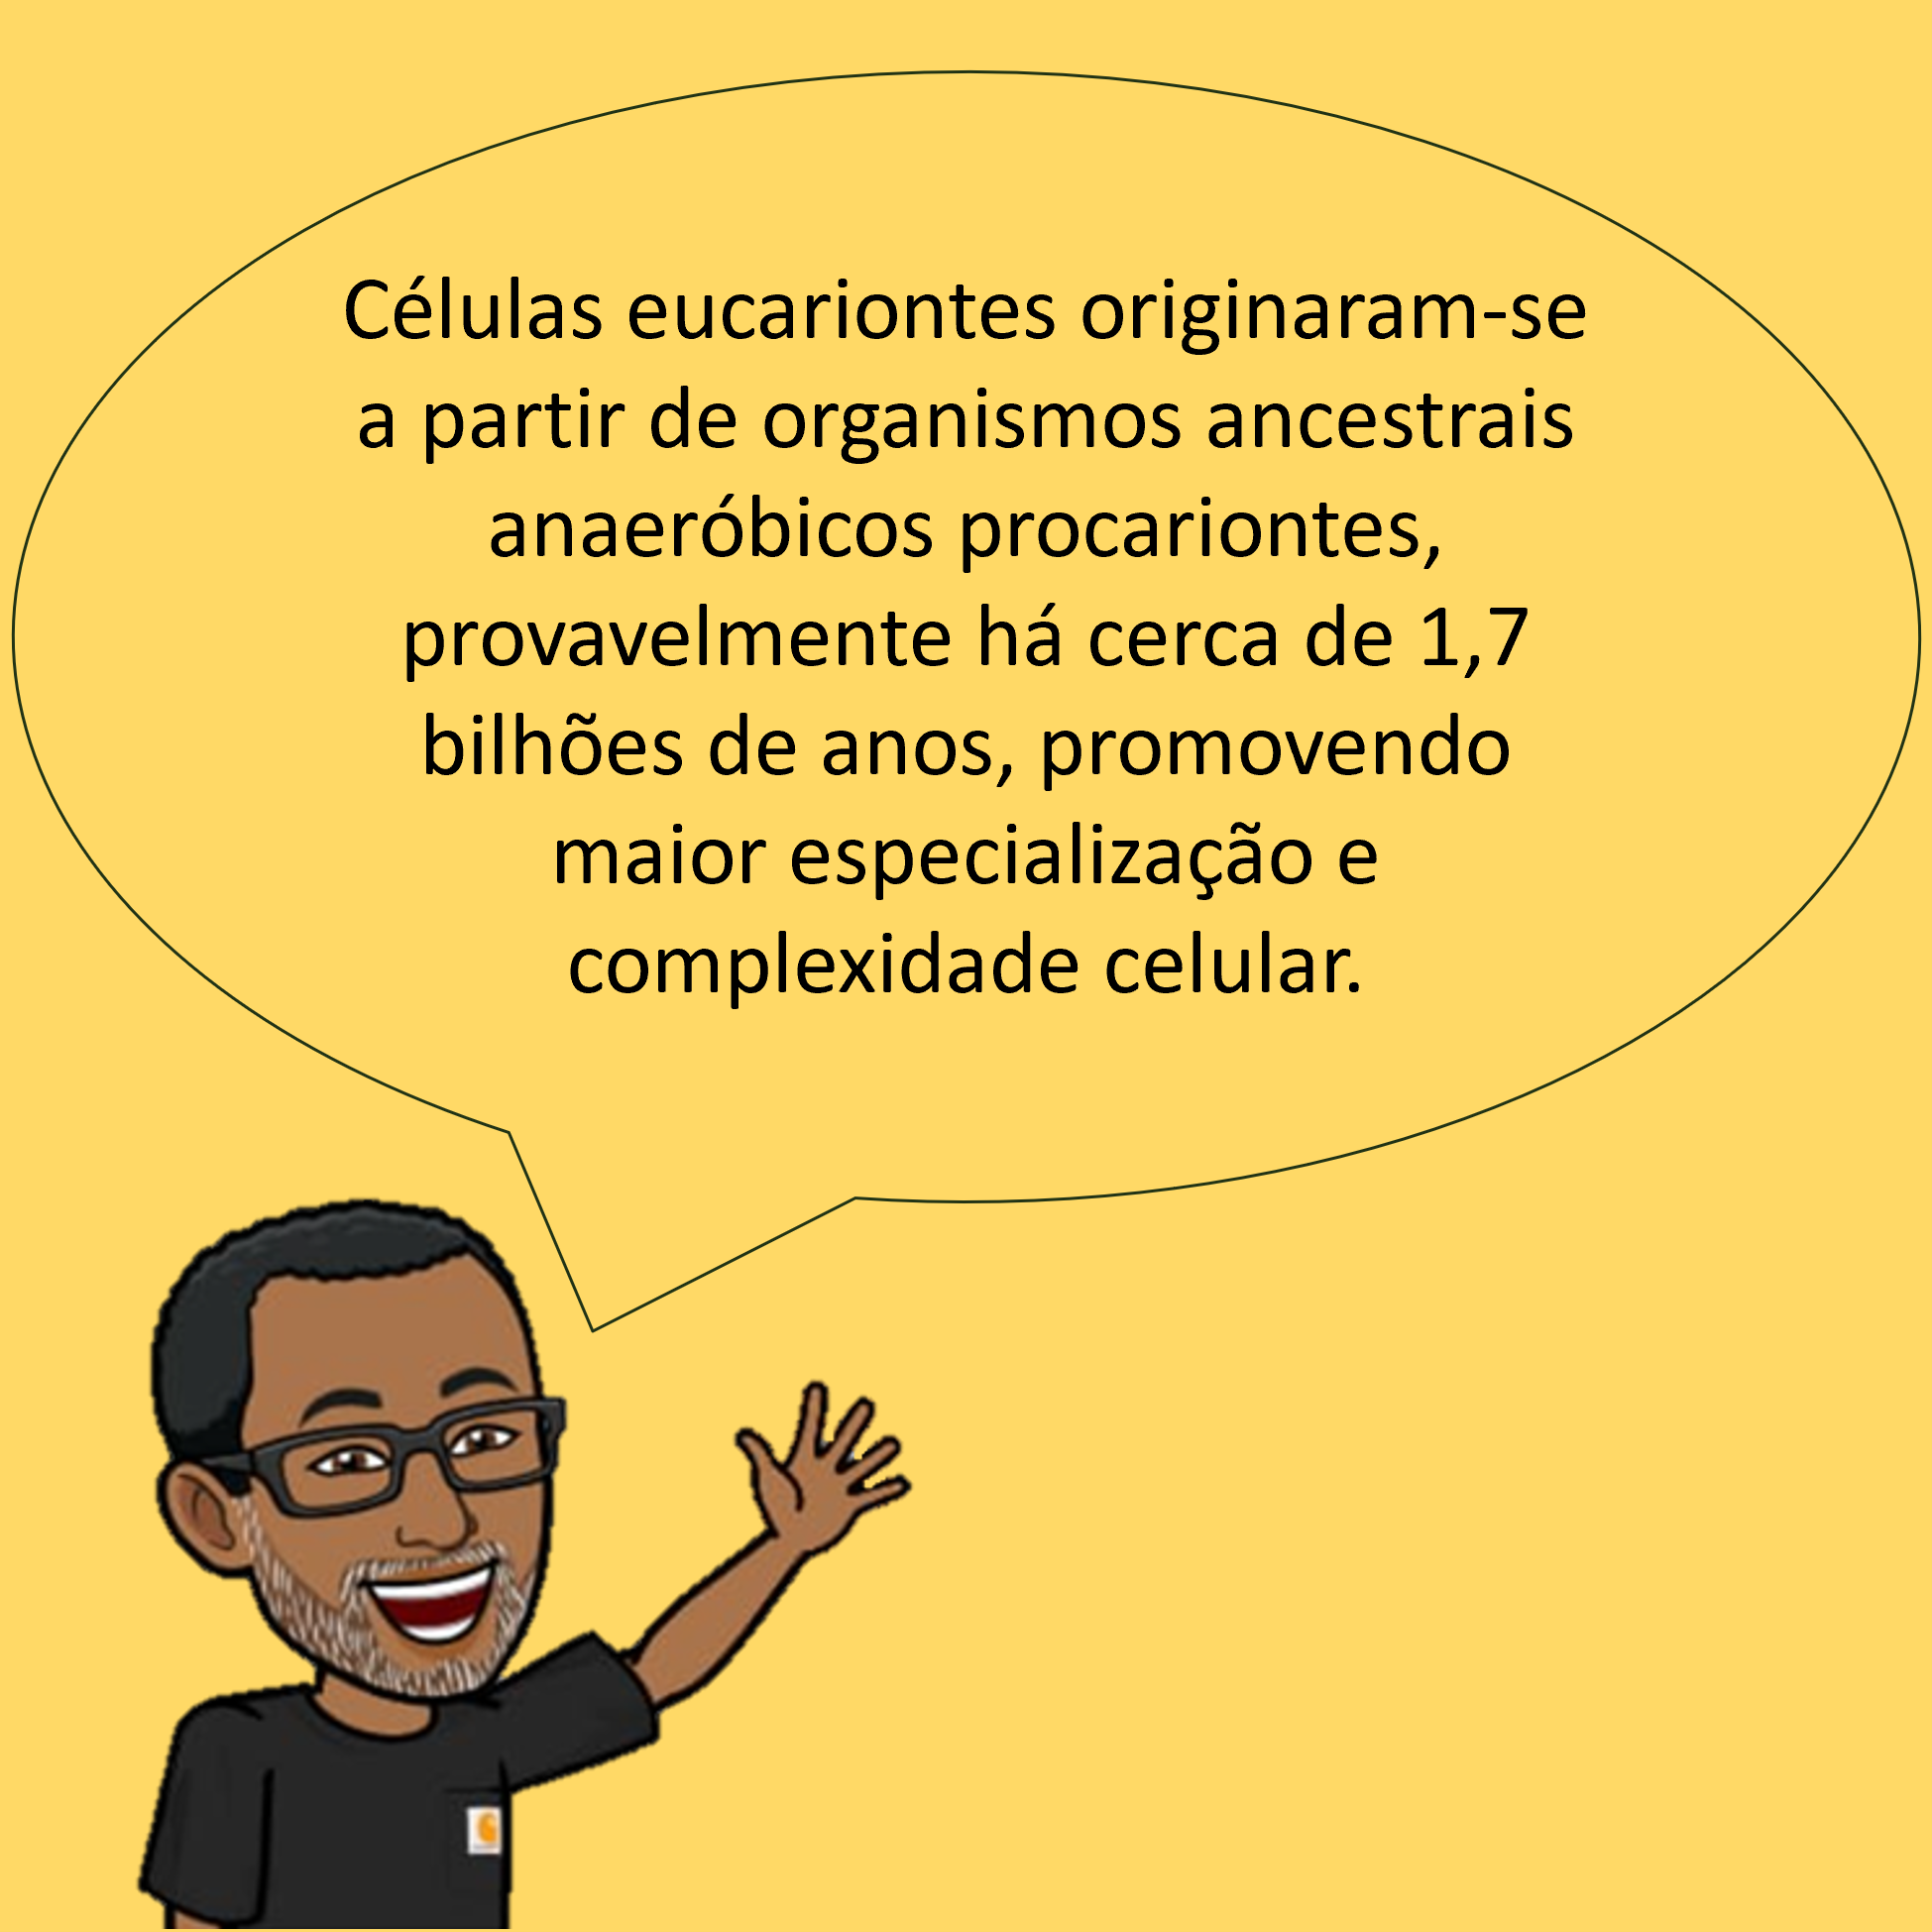 Células eucariontes originaram-se
a partir de organismos ancestrais
anaeróbicos procariontes,
provavelmente há cerca de 1,7
bilhões de anos, promovendo
maior especialização e
complexidade celular.